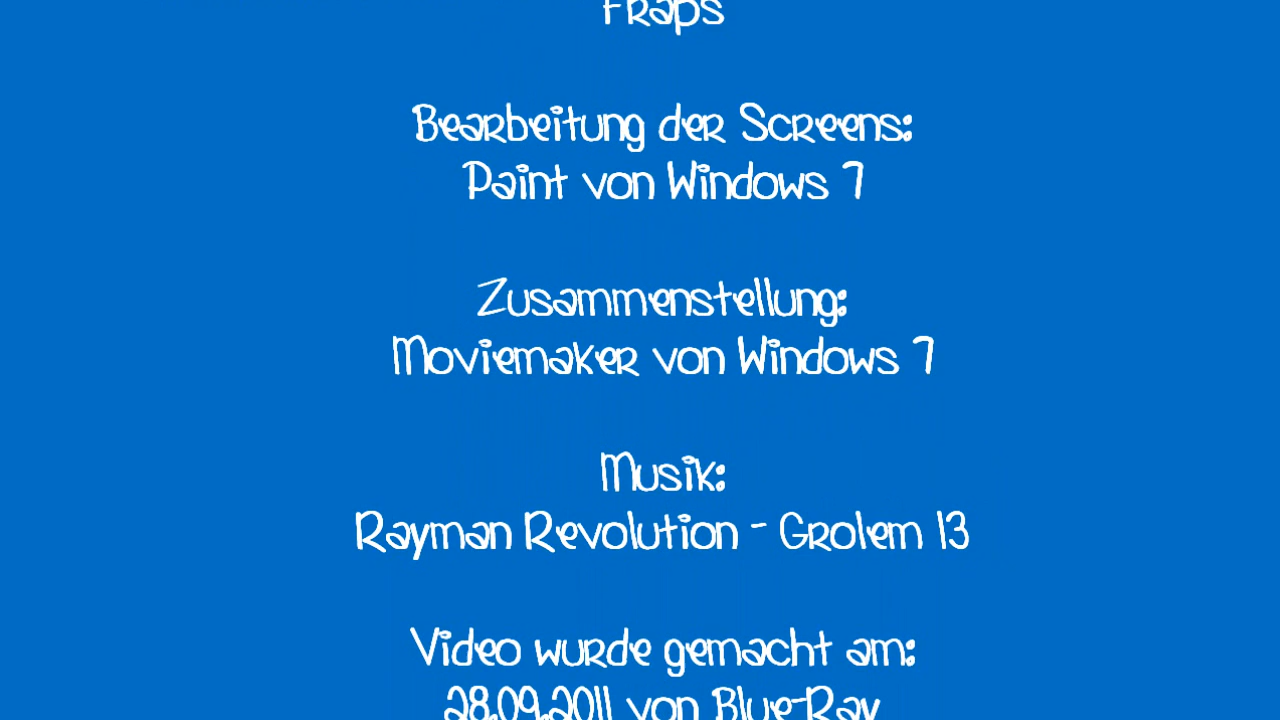 Fraps
Bearbeitung der Screens:
Paint von Windows 7
Zusammenstellung:
Moviemaker von Windows 7
Musik:
Rayman Revolution - Grolem 13
Video wurde gemacht am:
28.09.2011 von Blue-Ray